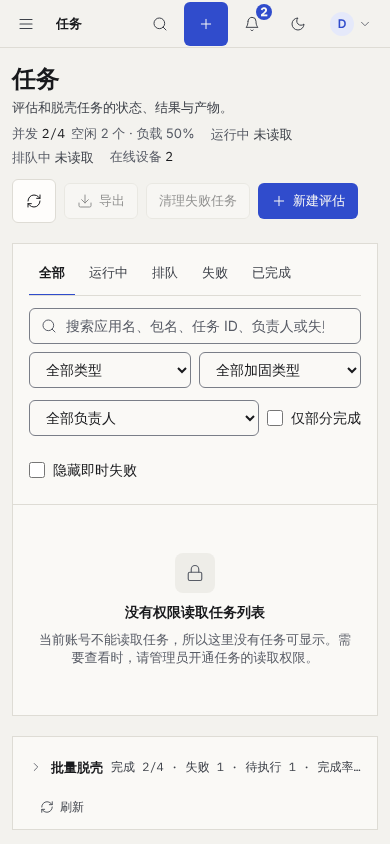 任务
2
D
任务
评估和脱壳任务的状态、结果与产物。
并发 2/4 空闲 2 个 · 负载 50% 运行中 未读取
排队中 未读取 在线设备 2
导出 清理失败任务 新建评估
全部 运行中 排队 失败 已完成
搜索应用名、包名、任务 ID、负责人或失
全部类型 全部加固类型
全部负责人 仅部分完成
隐藏即时失败
没有权限读取任务列表
当前账号不能读取任务，所以这里没有任务可显示。需
要查看时，请管理员开通任务的读取权限。
批量脱壳 完成 2/4 · 失败 1 · 待执行 1 · 完成率…
刷新